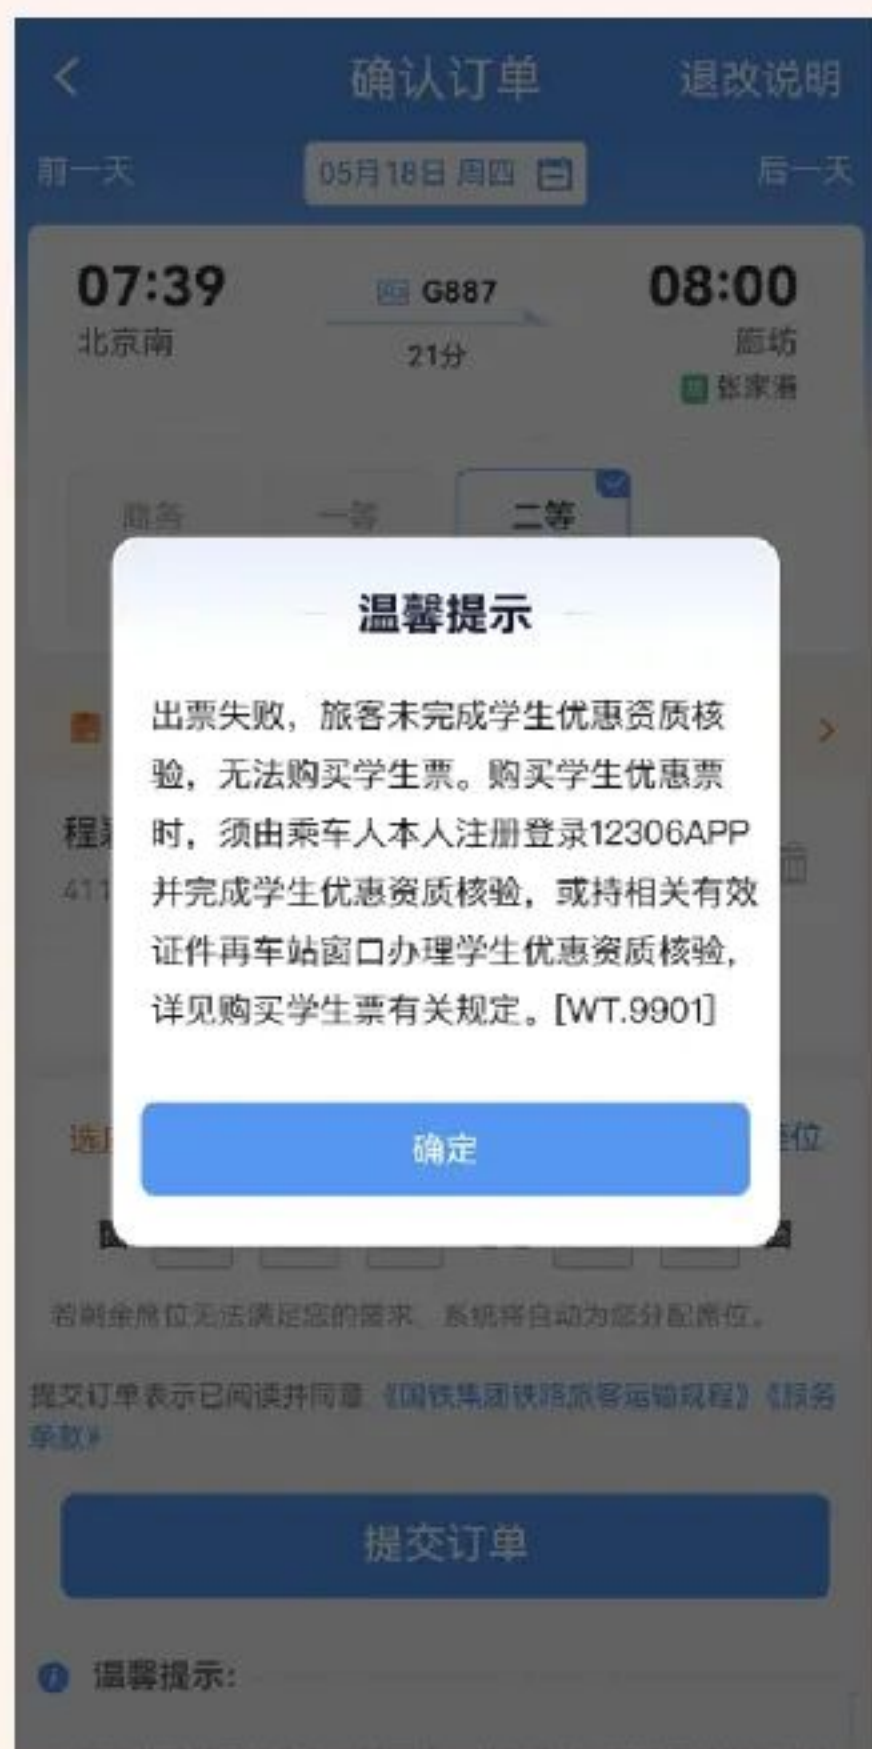 确认订单 退改说明
前一天 05月18日 周四 后一天
07:39 G887 08:00
北京南 21分 廊坊
张家港
商务 一等 二等
温馨提示
出票失败，旅客未完成学生优惠资质核
验，无法购买学生票。购买学生优惠票
时，须由乘车人本人注册登录12306APP
并完成学生优惠资质核验，或持相关有效
证件再车站窗口办理学生优惠资质核验，
详见购买学生票有关规定。[WT.9901]
程
411
确定
选 位
若剩余席位无法满足您的需求，系统将自动为您分配席位。
提交订单表示已阅读并同意《国铁集团铁路旅客运输规程》《服务
条款》
提交订单
温馨提示: